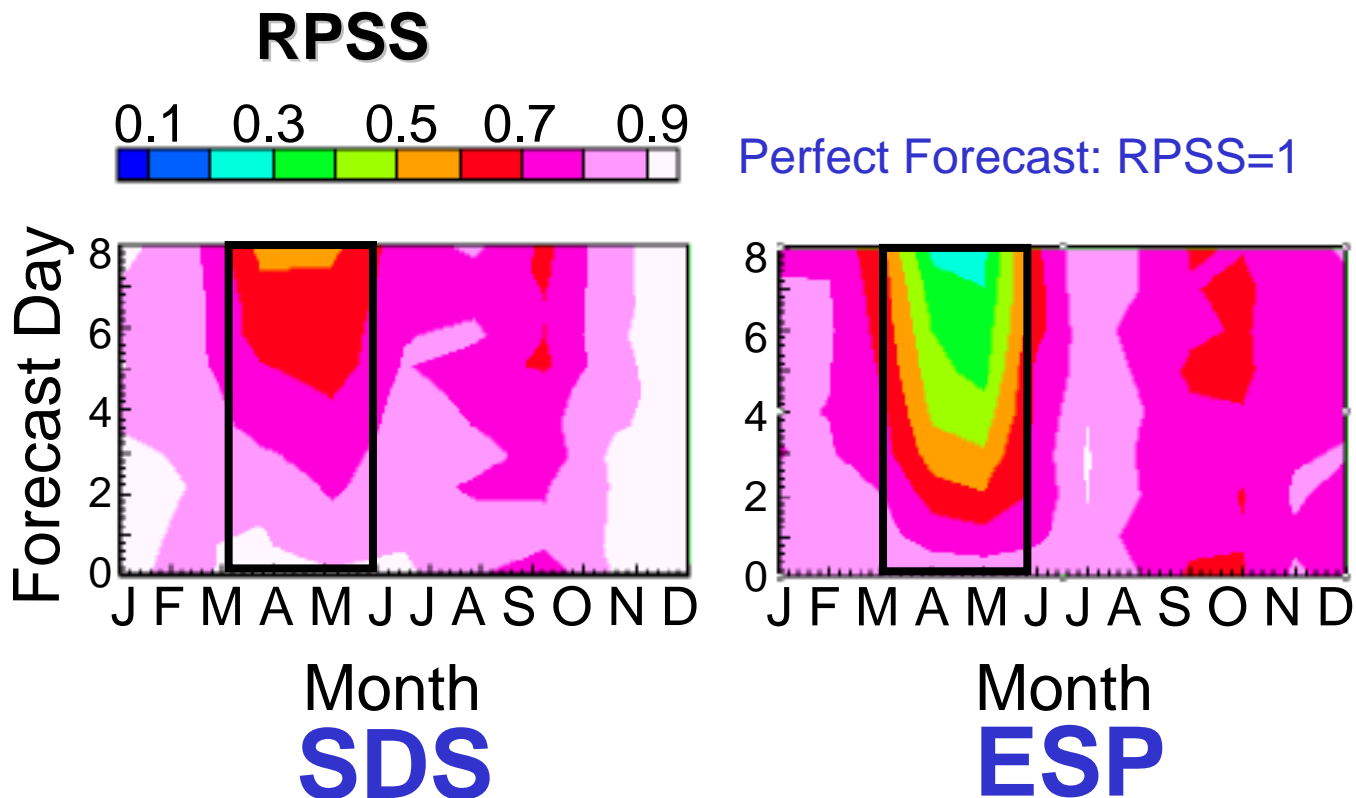 RPSS
0.1 0.3 0.5 0.7 0.9
Perfect Forecast: RPSS=1
Forecast Day
8
6
4
2
0
J F M A M J J A S O N D
Month
SDS
8
6
4
2
0
J F M A M J J A S O N D
Month
ESP